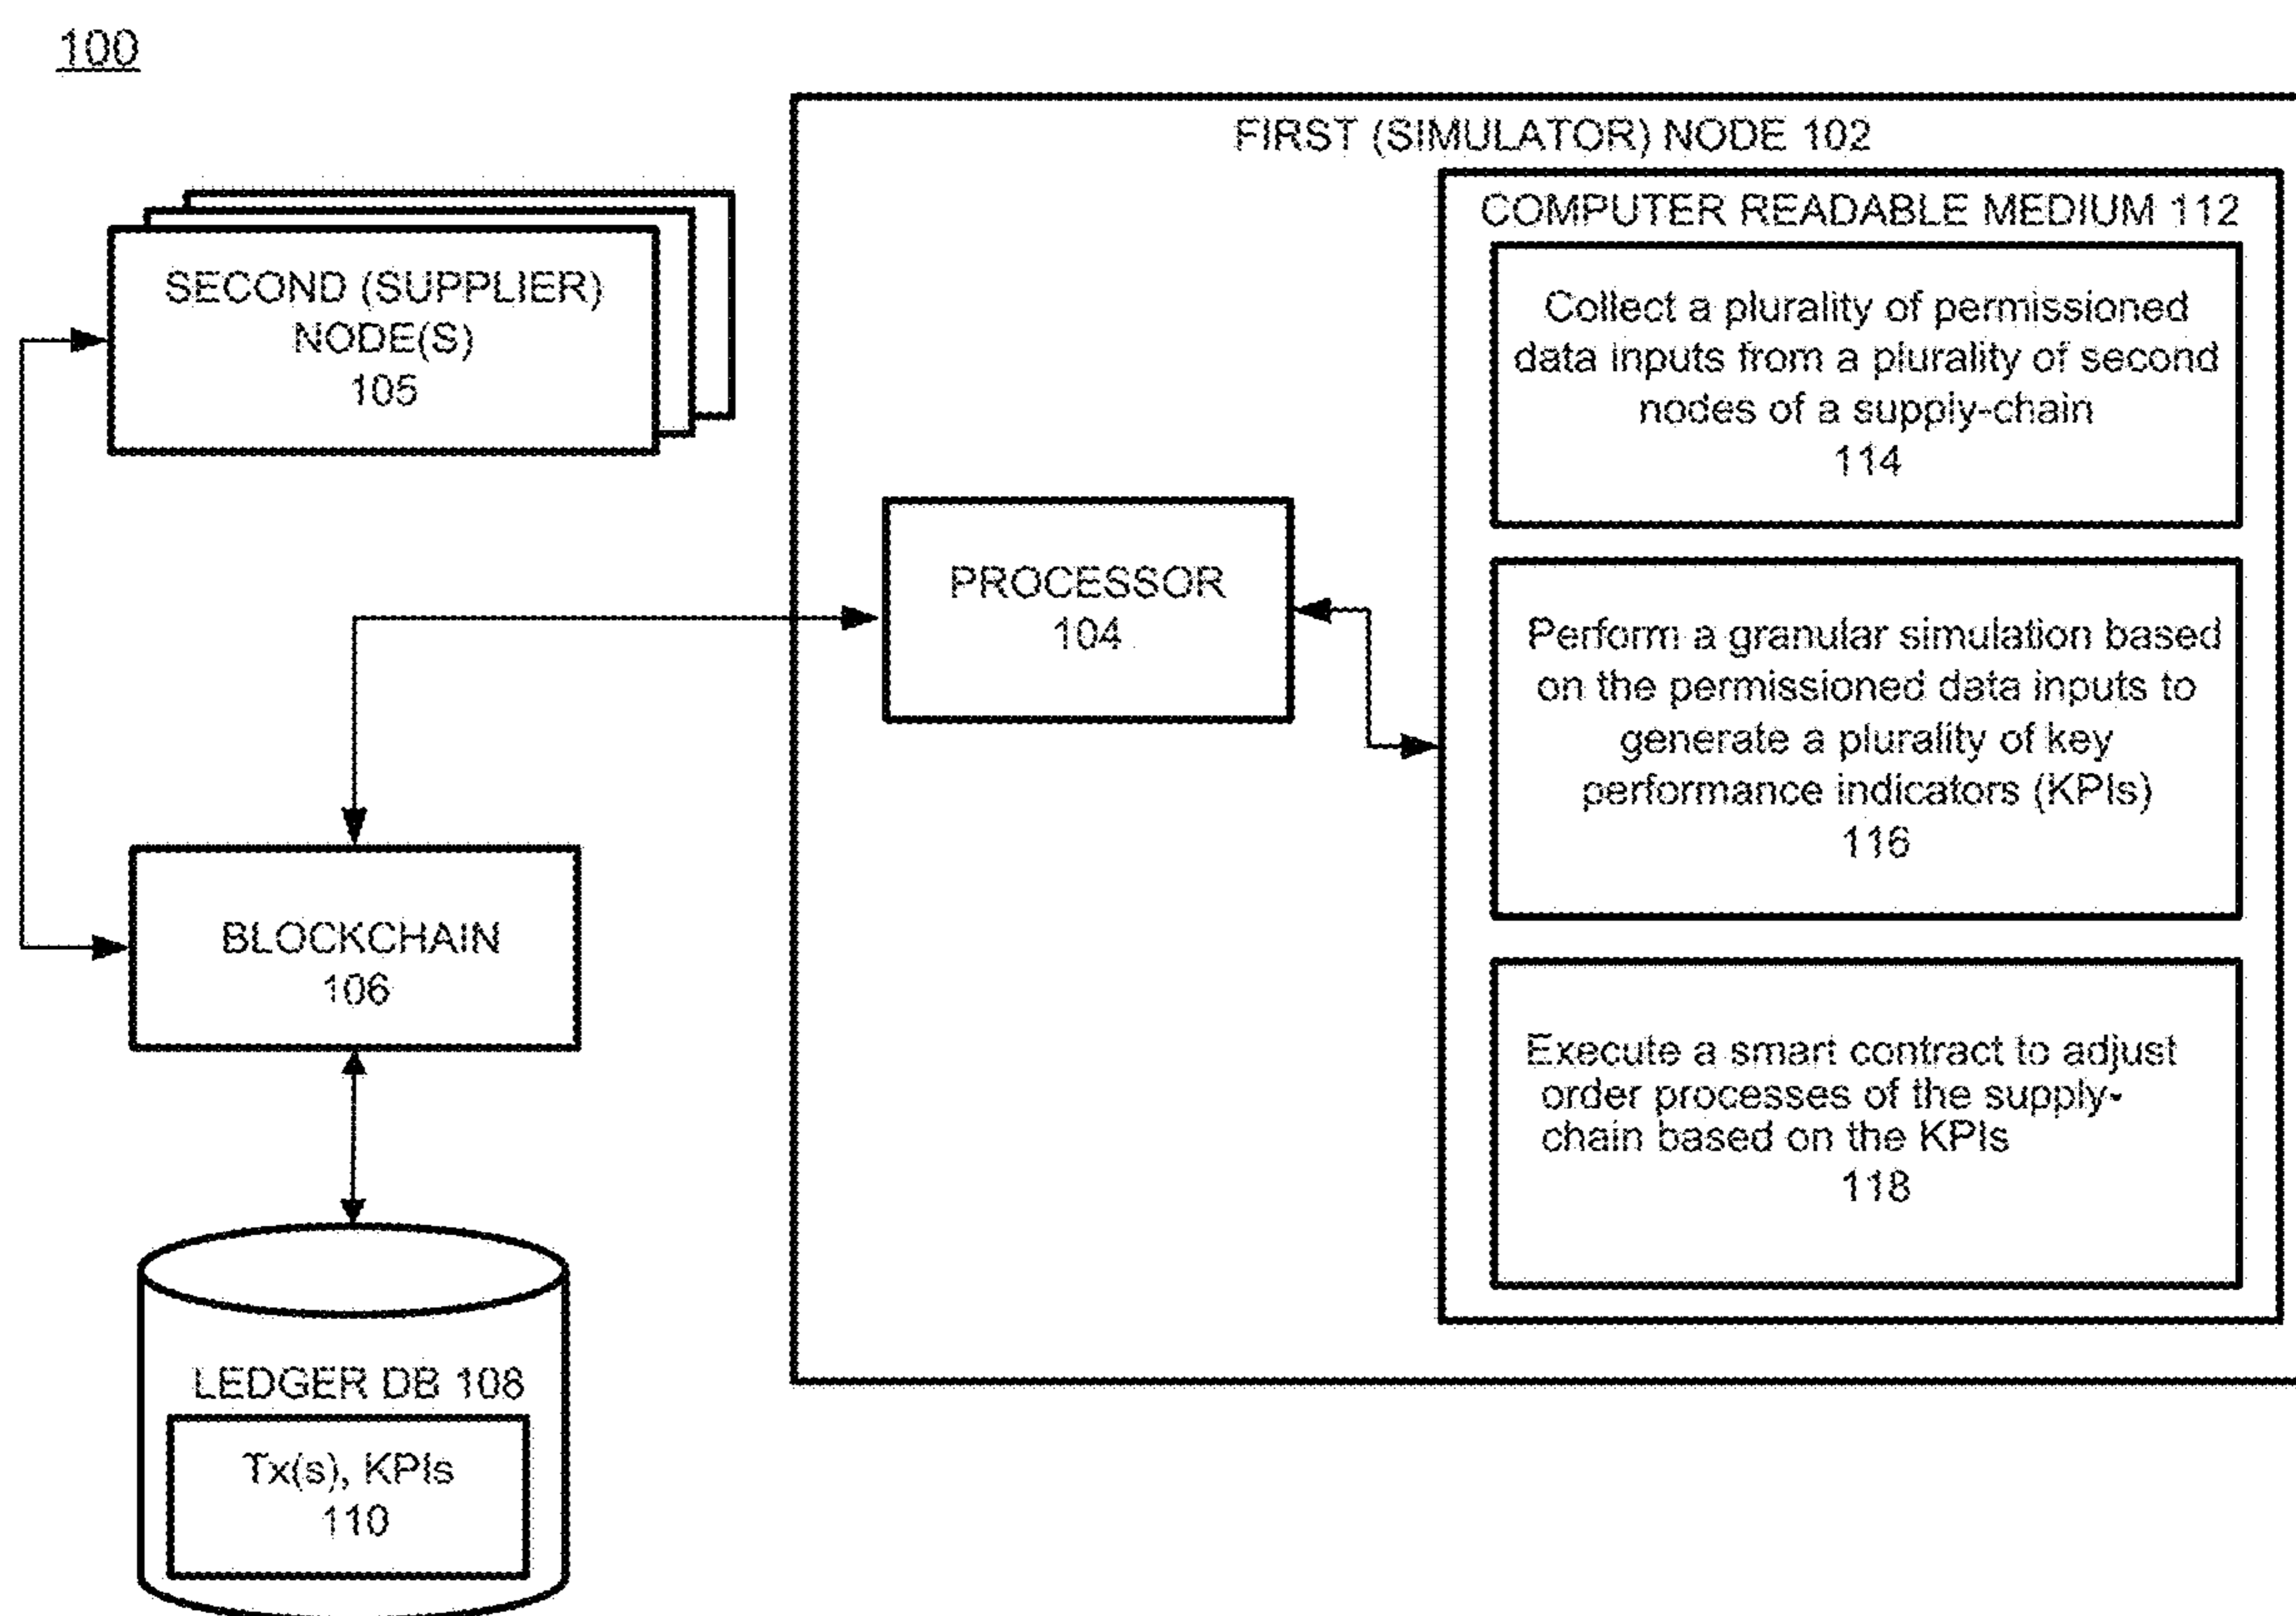 100
FIRST (SIMULATOR) NODE 102
SECOND (SUPPLIER)
NODE(S)
105
PROCESSOR
104
BLOCKCHAIN
106
LEDGER DB 108
Tx(s), KPIs
110
COMPUTER READABLE MEDIUM 112
Collect a plurality of permissioned
data inputs from a plurality of second
nodes of a supply-chain
114
Perform a granular simulation based
on the permissioned data inputs to
generate a plurality of key
performance indicators (KPIs)
116
Execute a smart contract to adjust
order processes of the supply-
chain based on the KPIs
118